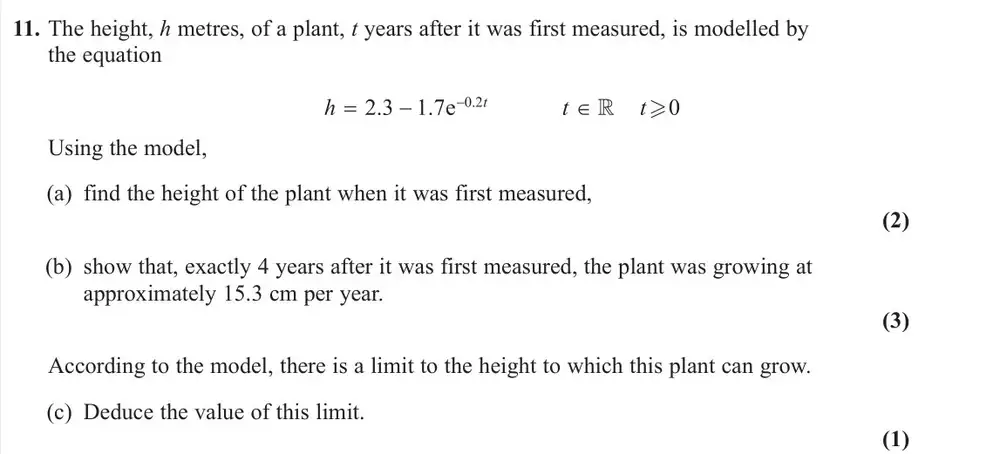 11. The height, h metres, of a plant, t years after it was first measured, is modelled by
the equation
h = 2.3 – 1.7e⁻⁰·²ᵗ t ∈ ℝ t ⩾ 0
Using the model,
(a) find the height of the plant when it was first measured,
(2)
(b) show that, exactly 4 years after it was first measured, the plant was growing at
approximately 15.3 cm per year.
(3)
According to the model, there is a limit to the height to which this plant can grow.
(c) Deduce the value of this limit.
(1)